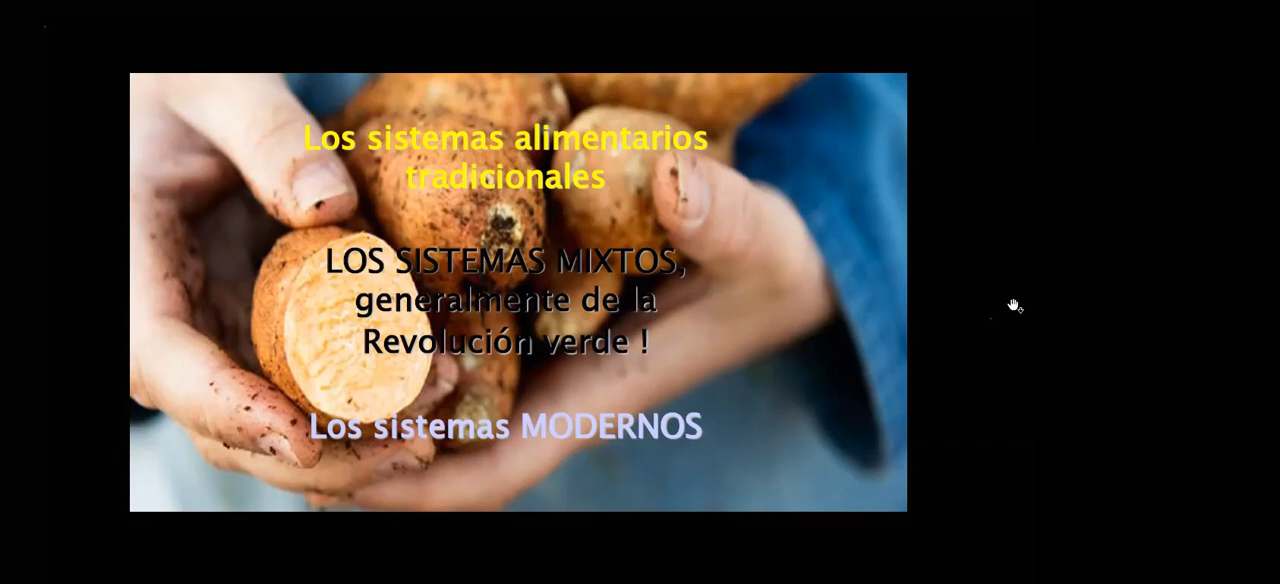 Los sistemas alimentarios
tradicionales
LOS SISTEMAS MIXTOS,
generalmente de la
Revolución verde !
Los sistemas MODERNOS